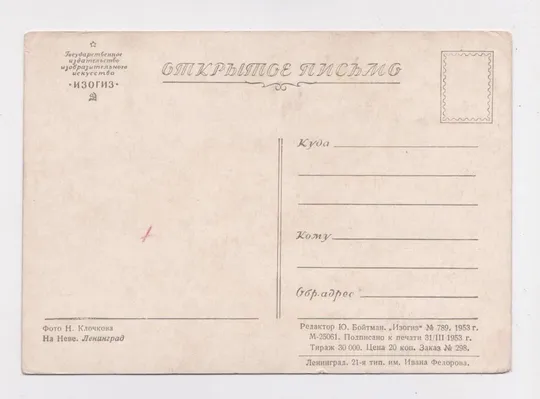 Государственное
издательство
изобразительного
искусства
·ИЗОГИЗ·
ОТКРЫТОЕ ПИСЬМО
Куда
Кому
Обр. адрес
Фото Н. Клочкова
На Неве. Ленинград
Редактор Ю. Бойтман. „Изогиз" № 789. 1953 г.
М-25061. Подписано к печати 31/III 1953 г.
Тираж 30 000. Цена 20 коп. Заказ № 298.
Ленинград. 21-я тип. им. Ивана Федорова.